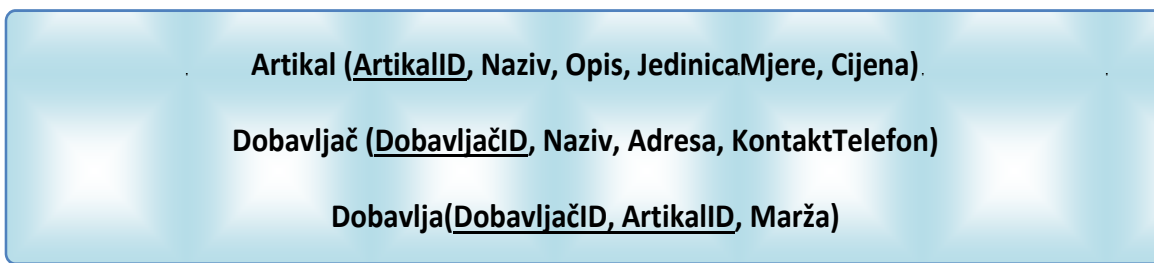 Artikal (ArtikalID, Naziv, Opis, JedinicaMjere, Cijena)
Dobavljač (DobavljačID, Naziv, Adresa, KontaktTelefon)
Dobavlja(DobavljačID, ArtikalID, Marža)